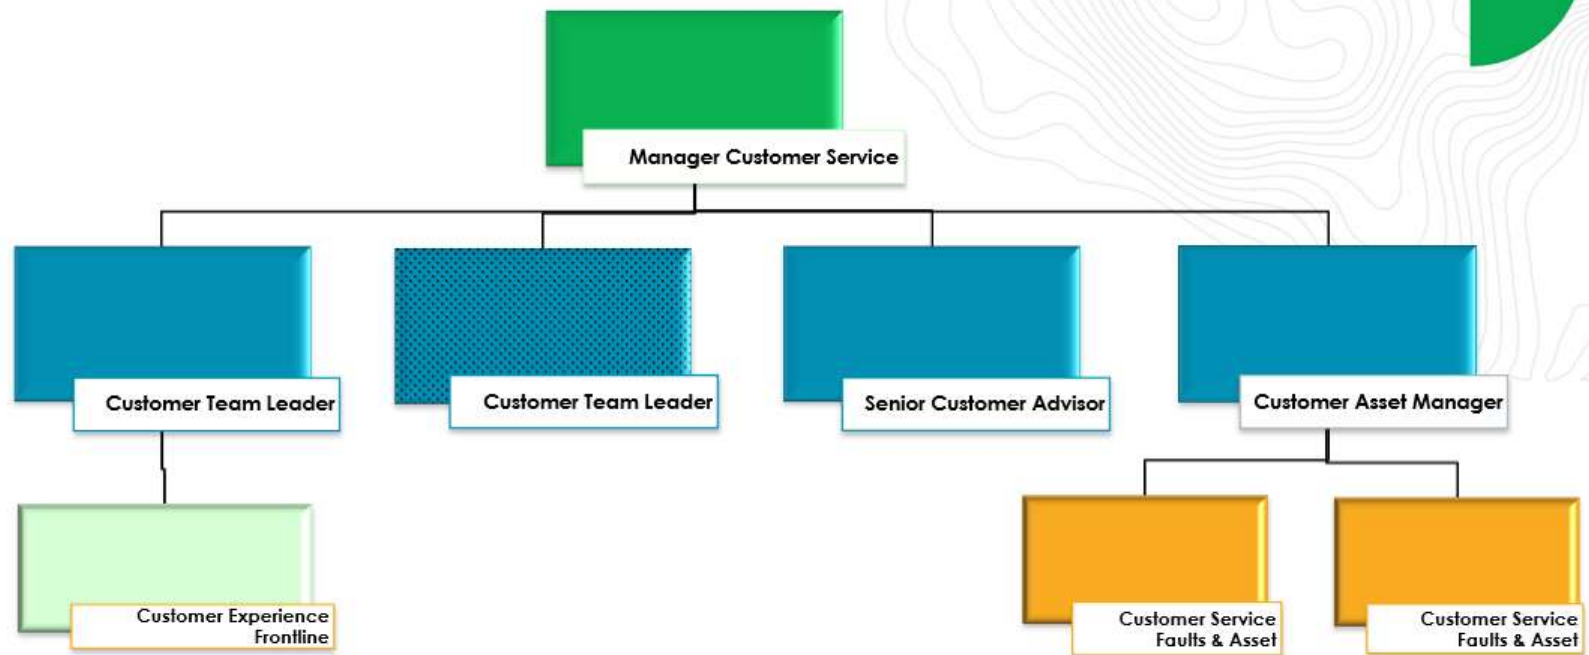 Manager Customer Service
Customer Team Leader
Customer Team Leader
Senior Customer Advisor
Customer Asset Manager
Customer Experience
Frontline
Customer Service
Faults & Asset
Customer Service
Faults & Asset